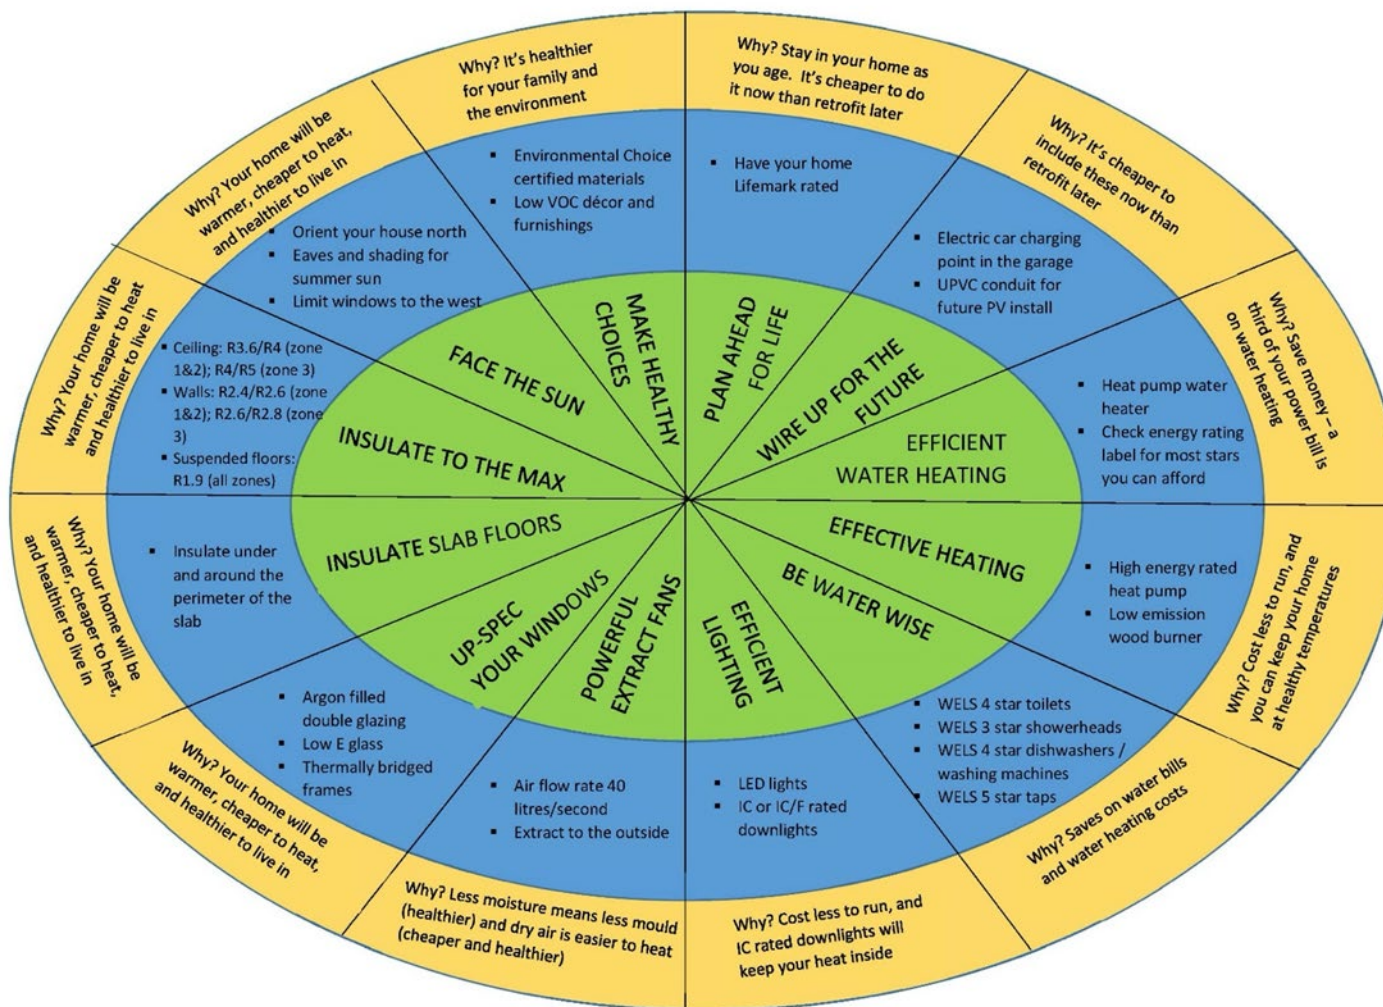 Why? It's healthier
for your family and
the environment
Why? Stay in your home as
you age. It's cheaper to do
it now than retrofit later
Why? It's cheaper to
include these now than
retrofit later
Why? Save money – a
third of your power bill is
on water heating
Why? Cost less to run, and
you can keep your home
at healthy temperatures
Why? Saves on water bills
and water heating costs
Why? Cost less to run, and
IC rated downlights will
keep your heat inside
Why? Less moisture means less mould
(healthier) and dry air is easier to heat
(cheaper and healthier)
Why? Your home will be
warmer, cheaper to heat,
and healthier to live in
Why? Your home will be
warmer, cheaper to heat,
and healthier to live in
Why? Your home will be
warmer, cheaper to heat
and healthier to live in
Why? Your home will be
warmer, cheaper to heat,
and healthier to live in
▪ Environmental Choice
certified materials
▪ Low VOC décor and
furnishings
▪ Have your home
Lifemark rated
▪ Electric car charging
point in the garage
▪ UPVC conduit for
future PV install
▪ Heat pump water
heater
▪ Check energy rating
label for most stars
you can afford
▪ High energy rated
heat pump
▪ Low emission
wood burner
▪ WELS 4 star toilets
▪ WELS 3 star showerheads
▪ WELS 4 star dishwashers /
washing machines
▪ WELS 5 star taps
▪ LED lights
▪ IC or IC/F rated
downlights
▪ Air flow rate 40
litres/second
▪ Extract to the outside
▪ Argon filled
double glazing
▪ Low E glass
▪ Thermally bridged
frames
▪ Insulate under
and around the
perimeter of the
slab
▪ Ceiling: R3.6/R4 (zone
1&2); R4/R5 (zone 3)
▪ Walls: R2.4/R2.6 (zone
1&2); R2.6/R2.8 (zone
3)
▪ Suspended floors:
R1.9 (all zones)
▪ Orient your house north
▪ Eaves and shading for
summer sun
▪ Limit windows to the west
MAKE HEALTHY
CHOICES
PLAN AHEAD
FOR LIFE
WIRE UP FOR THE
FUTURE
EFFICIENT
WATER HEATING
EFFECTIVE HEATING
BE WATER WISE
EFFICIENT
LIGHTING
POWERFUL
EXTRACT FANS
UP-SPEC
YOUR WINDOWS
INSULATE SLAB FLOORS
INSULATE TO THE MAX
FACE THE SUN